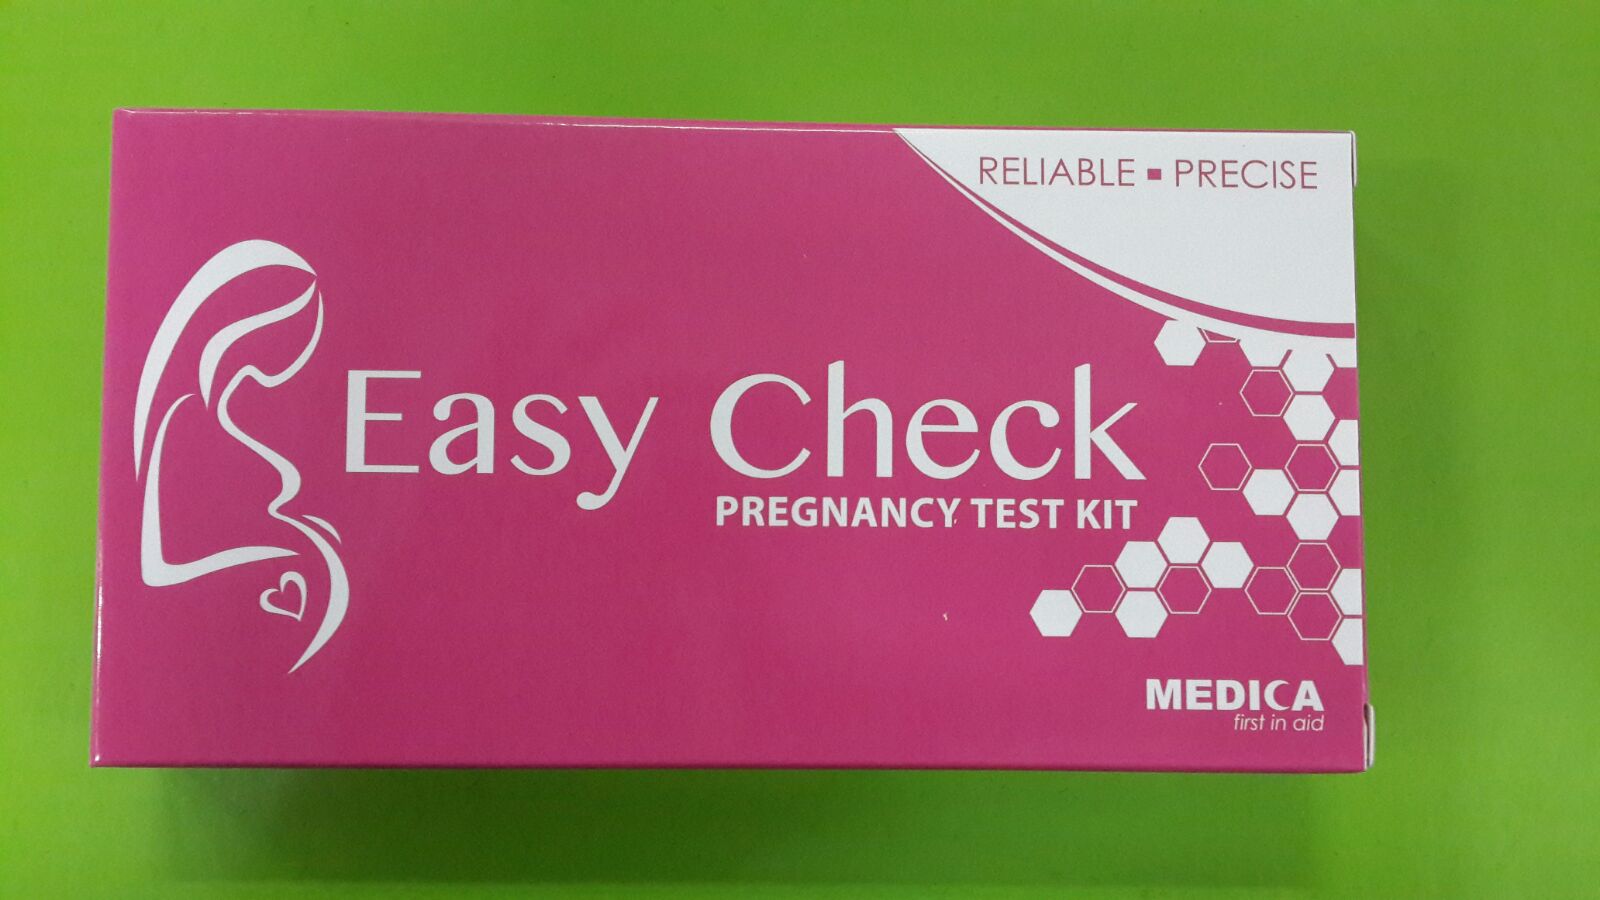 RELIABLE ▪ PRECISE
Easy Check
PREGNANCY TEST KIT
MEDICA
first in aid